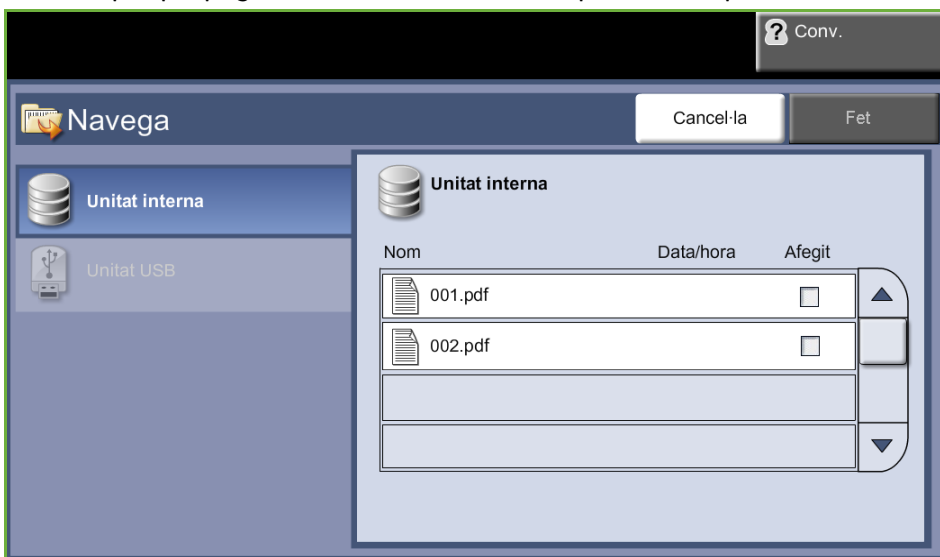 Conv.
Navega
Cancel·la
Fet
Unitat interna
Unitat USB
Unitat interna
Nom Data/hora Afegit
001.pdf
002.pdf